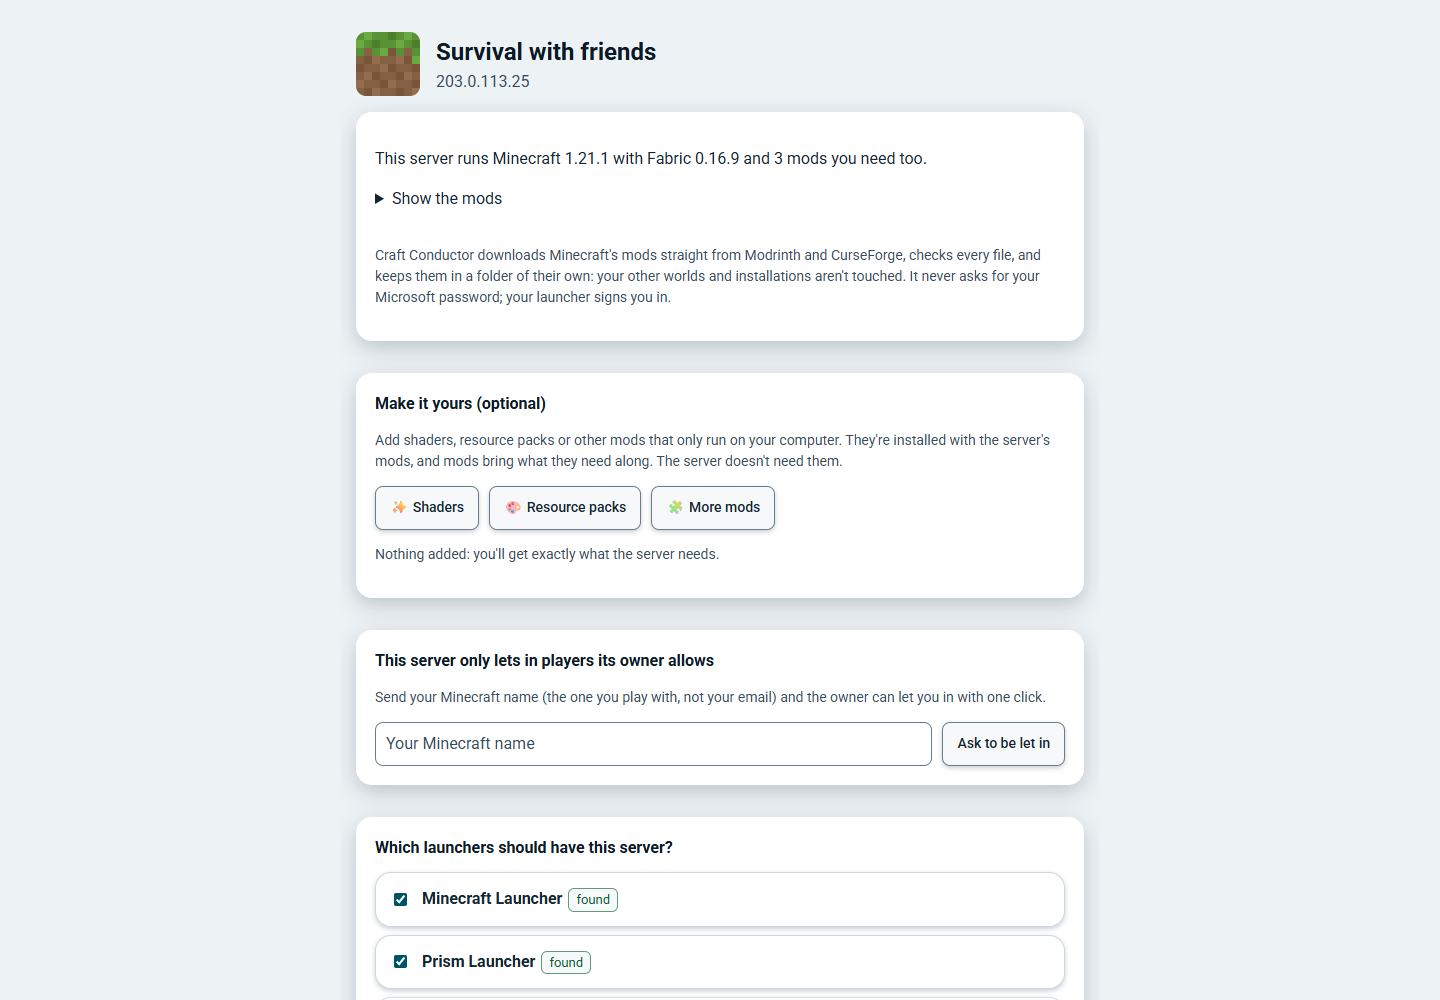 Survival with friends
203.0.113.25
This server runs Minecraft 1.21.1 with Fabric 0.16.9 and 3 mods you need too.
Show the mods
Craft Conductor downloads Minecraft's mods straight from Modrinth and CurseForge, checks every file, and
keeps them in a folder of their own: your other worlds and installations aren't touched. It never asks for your
Microsoft password; your launcher signs you in.
Make it yours (optional)
Add shaders, resource packs or other mods that only run on your computer. They're installed with the server's
mods, and mods bring what they need along. The server doesn't need them.
Shaders Resource packs More mods
Nothing added: you'll get exactly what the server needs.
This server only lets in players its owner allows
Send your Minecraft name (the one you play with, not your email) and the owner can let you in with one click.
Your Minecraft name Ask to be let in
Which launchers should have this server?
Minecraft Launcher found
Prism Launcher found